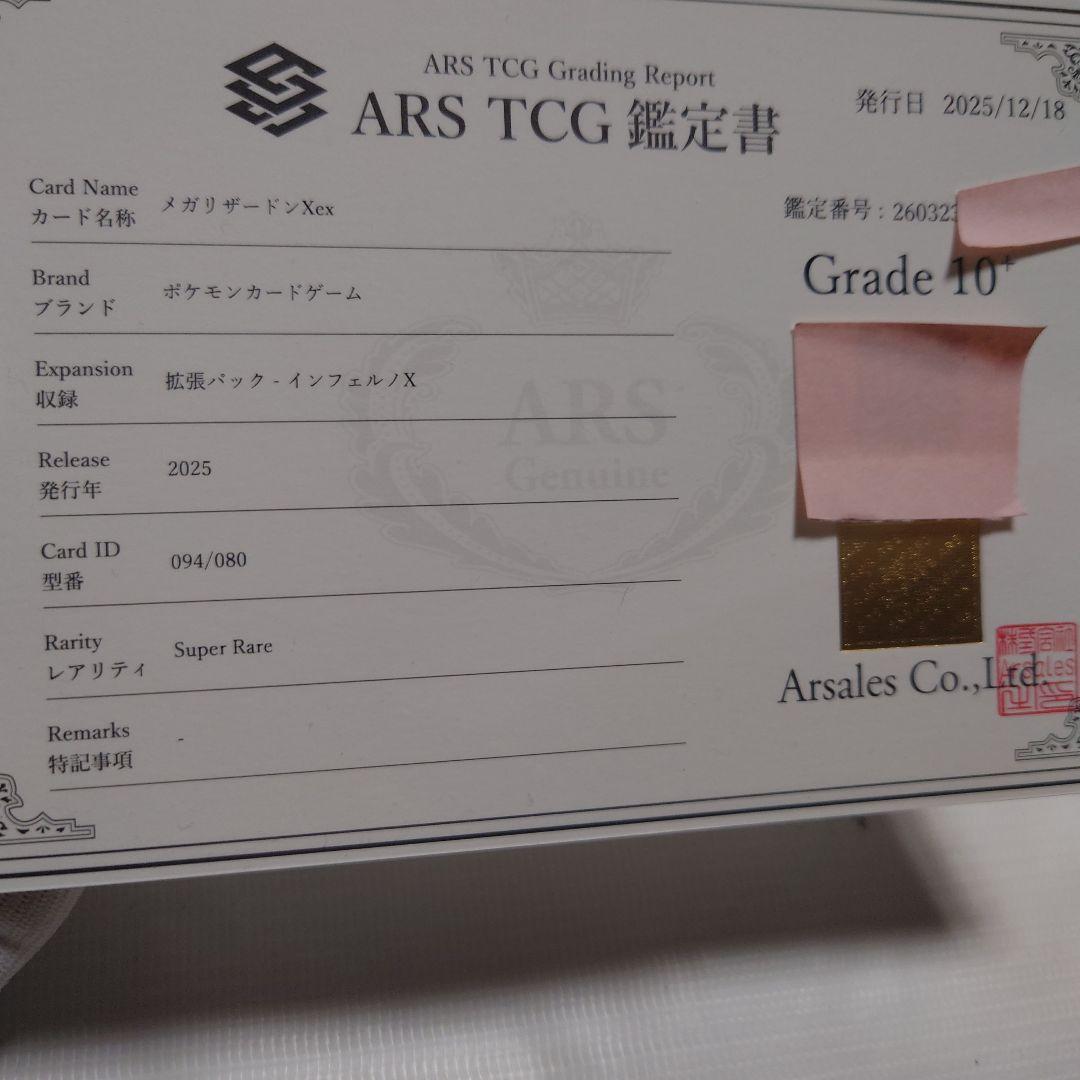 ARS TCG Grading Report
ARS TCG 鑑定書
発行日 2025/12/18
Card Name
カード名称
メガリザードンXex
鑑定番号 : 260323
Grade 10+
Brand
ブランド
ポケモンカードゲーム
Expansion
収録
拡張パック - インフェルノX
ARS
Genuine
Release
発行年
2025
Card ID
型番
094/080
Rarity
レアリティ
Super Rare
Arsales Co.,Ltd.
Arsales
Remarks
特記事項
-